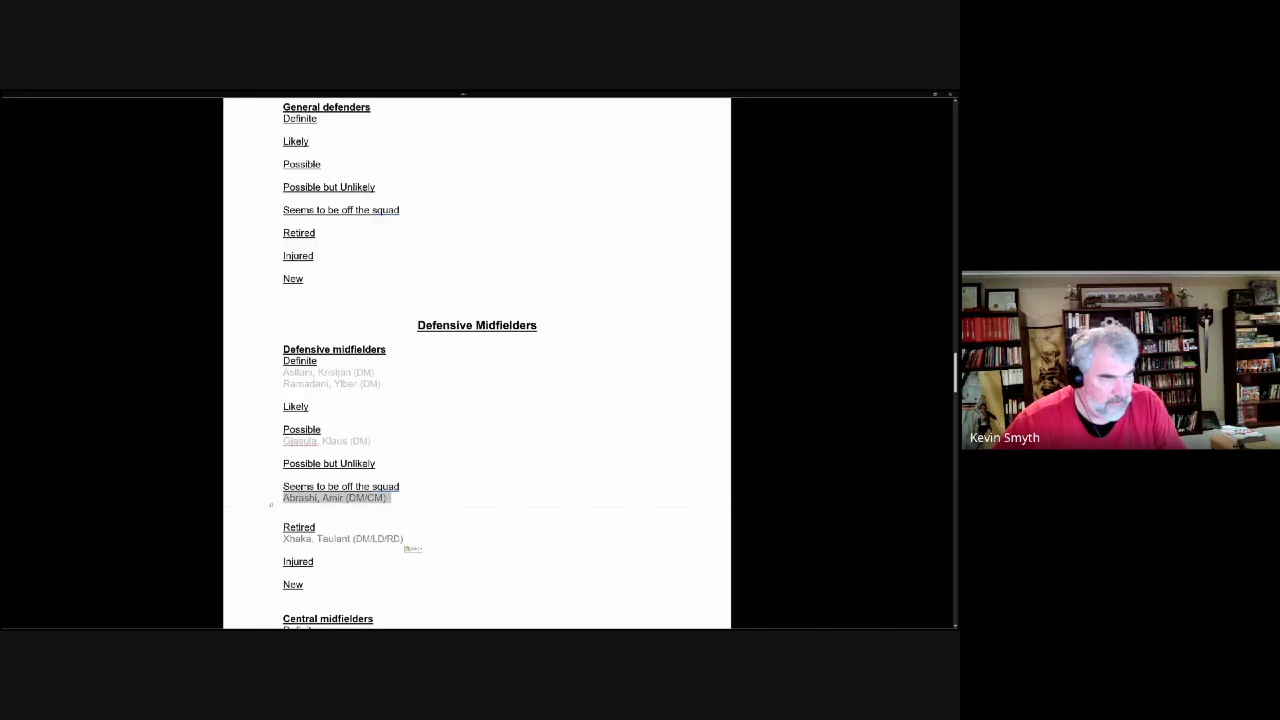 General defenders
Definite
Likely
Possible
Possible but Unlikely
Seems to be off the squad
Retired
Injured
New
Defensive Midfielders
Defensive midfielders
Definite
Asllani, Kristjan (DM)
Ramadani, Ylber (DM)
Likely
Possible
Gjasula, Klaus (DM)
Possible but Unlikely
Seems to be off the squad
Abrashi, Amir (DM/CM)
Retired
Xhaka, Taulant (DM/LD/RD)
Injured
New
Central midfielders
Kevin Smyth